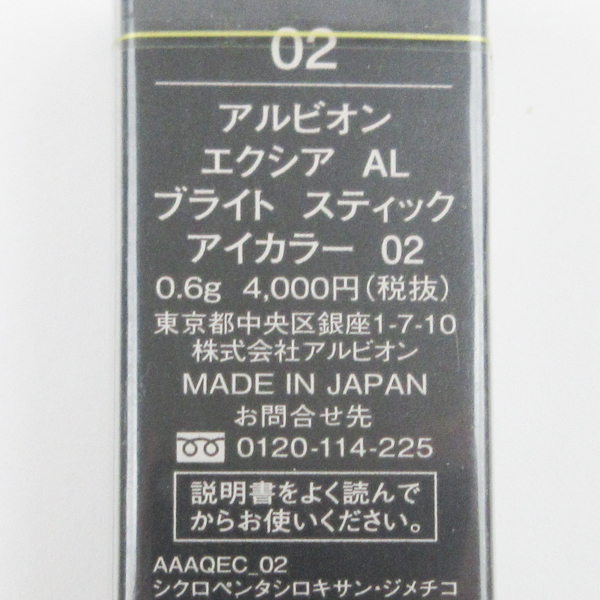 02
アルビオン
エクシア AL
ブライト スティック
アイカラー 02
0.6g 4,000円(税抜)
東京都中央区銀座1-7-10
株式会社アルビオン
MADE IN JAPAN
お問合せ先
0120-114-225
説明書をよく読んで
からお使いください。
AAAQEC_02
シクロペンタシロキサン・ジメチコ